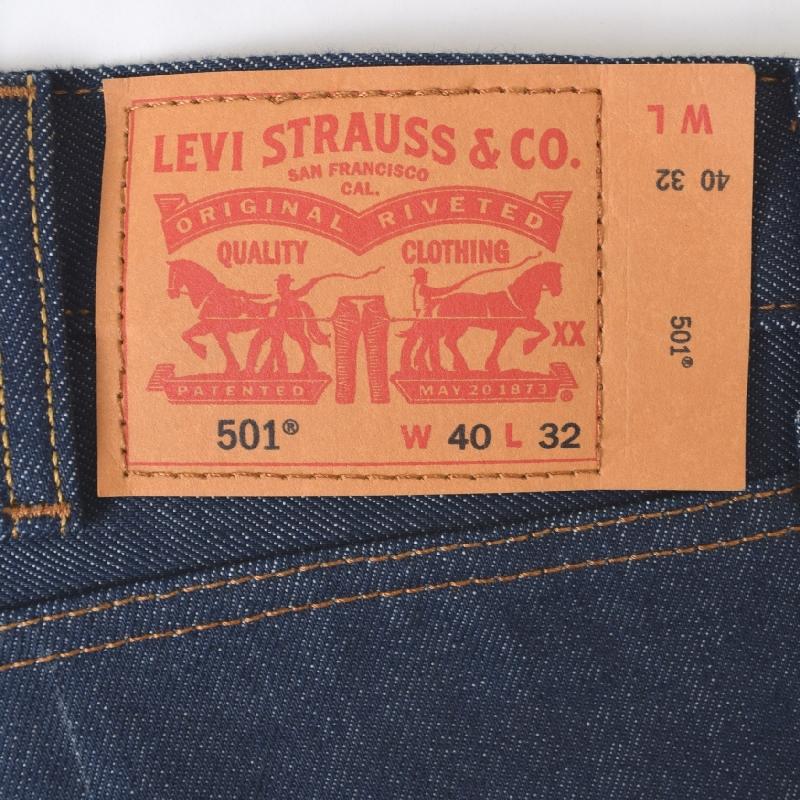 LEVI STRAUSS & CO.
SAN FRANCISCO
CAL.
ORIGINAL RIVETED
QUALITY CLOTHING
XX
PATENTED MAY 20 1873 ®
501® W 40 L 32
W L
40 32
501®